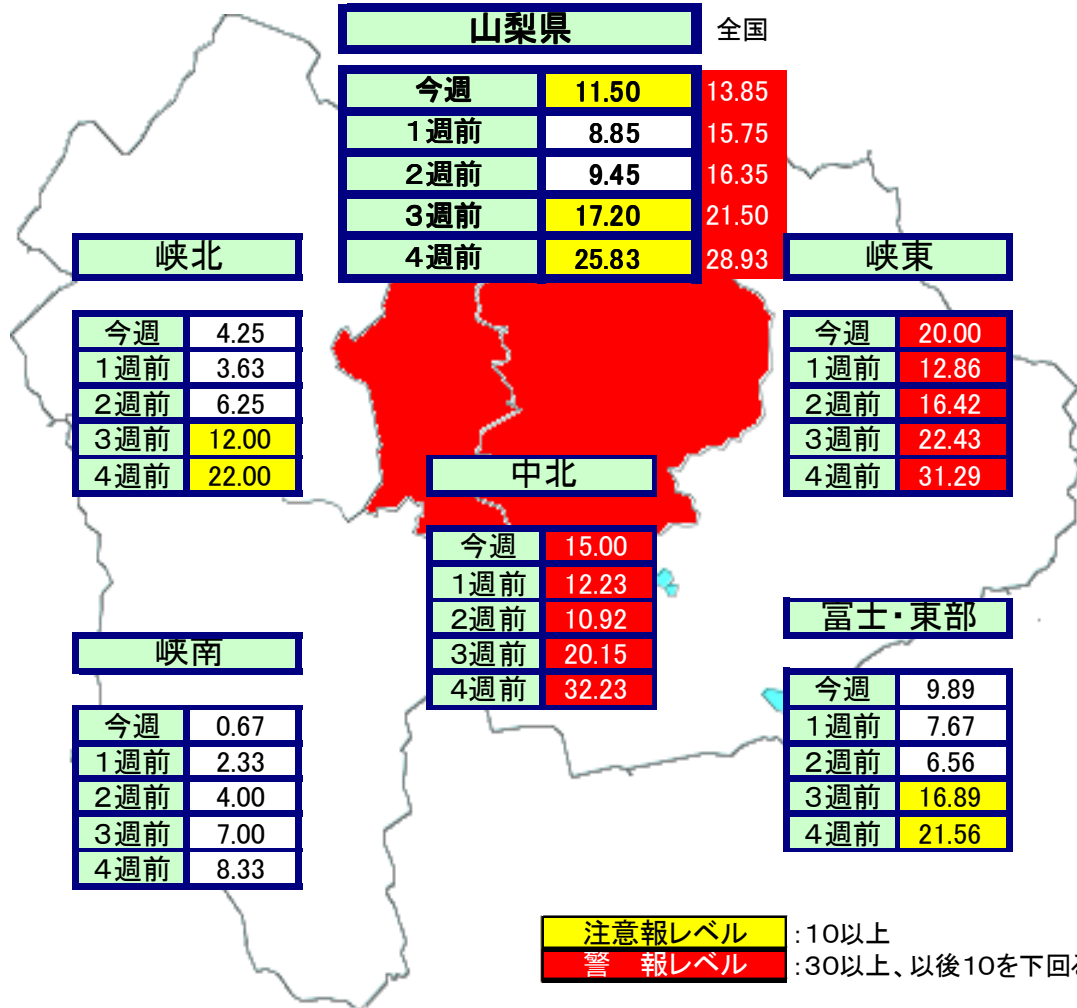 山梨県 全国
今週 11.50 13.85
1週前 8.85 15.75
2週前 9.45 16.35
3週前 17.20 21.50
4週前 25.83 28.93
峡北
今週 4.25
1週前 3.63
2週前 6.25
3週前 12.00
4週前 22.00
峡東
今週 20.00
1週前 12.86
2週前 16.42
3週前 22.43
4週前 31.29
中北
今週 15.00
1週前 12.23
2週前 10.92
3週前 20.15
4週前 32.23
峡南
今週 0.67
1週前 2.33
2週前 4.00
3週前 7.00
4週前 8.33
富士・東部
今週 9.89
1週前 7.67
2週前 6.56
3週前 16.89
4週前 21.56
注意報レベル :10以上
警 報レベル :30以上、以後10を下回